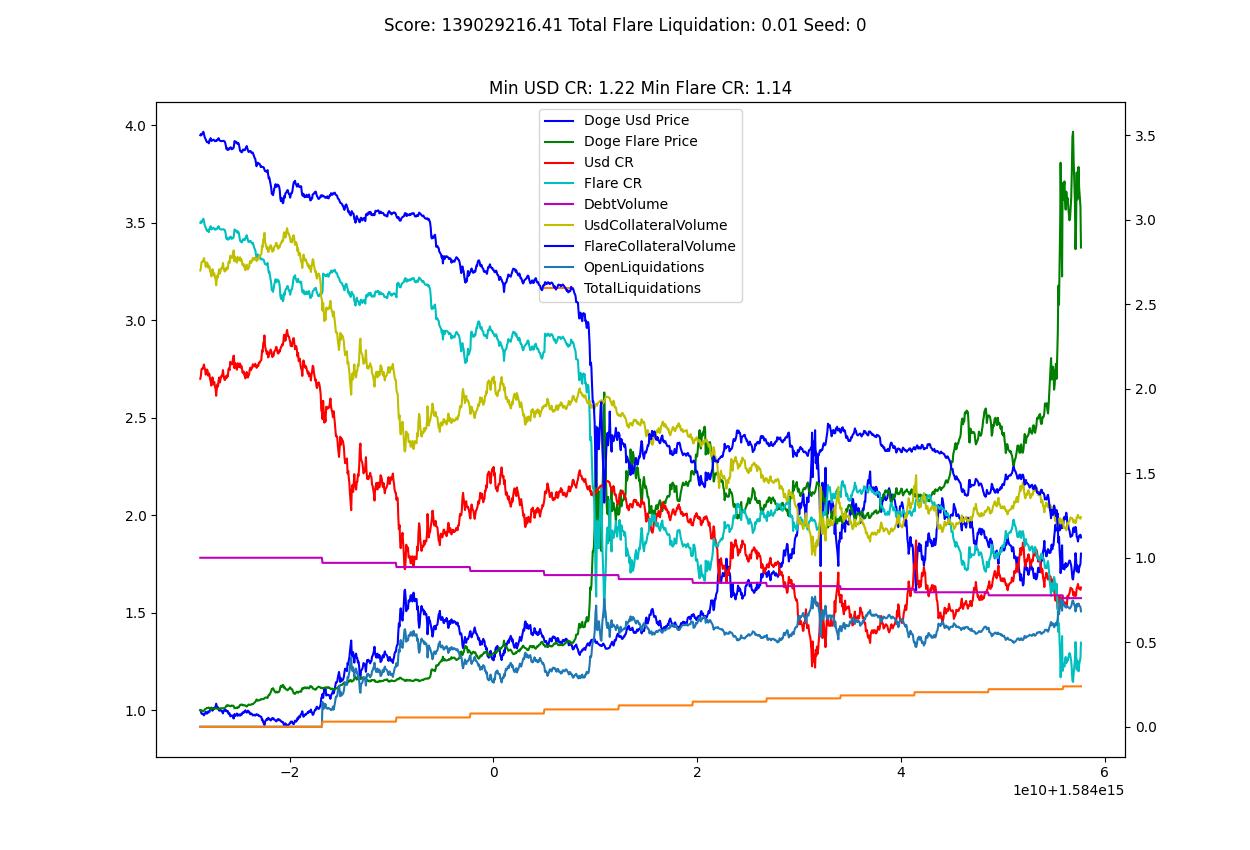 Score: 139029216.41 Total Flare Liquidation: 0.01 Seed: 0
Min USD CR: 1.22 Min Flare CR: 1.14
Doge Usd Price
Doge Flare Price
Usd CR
Flare CR
DebtVolume
UsdCollateralVolume
FlareCollateralVolume
OpenLiquidations
TotalLiquidations
4.0
3.5
3.0
2.5
2.0
1.5
1.0
3.5
3.0
2.5
2.0
1.5
1.0
0.5
0.0
−2
0
2
4
6
1e10+1.584e15